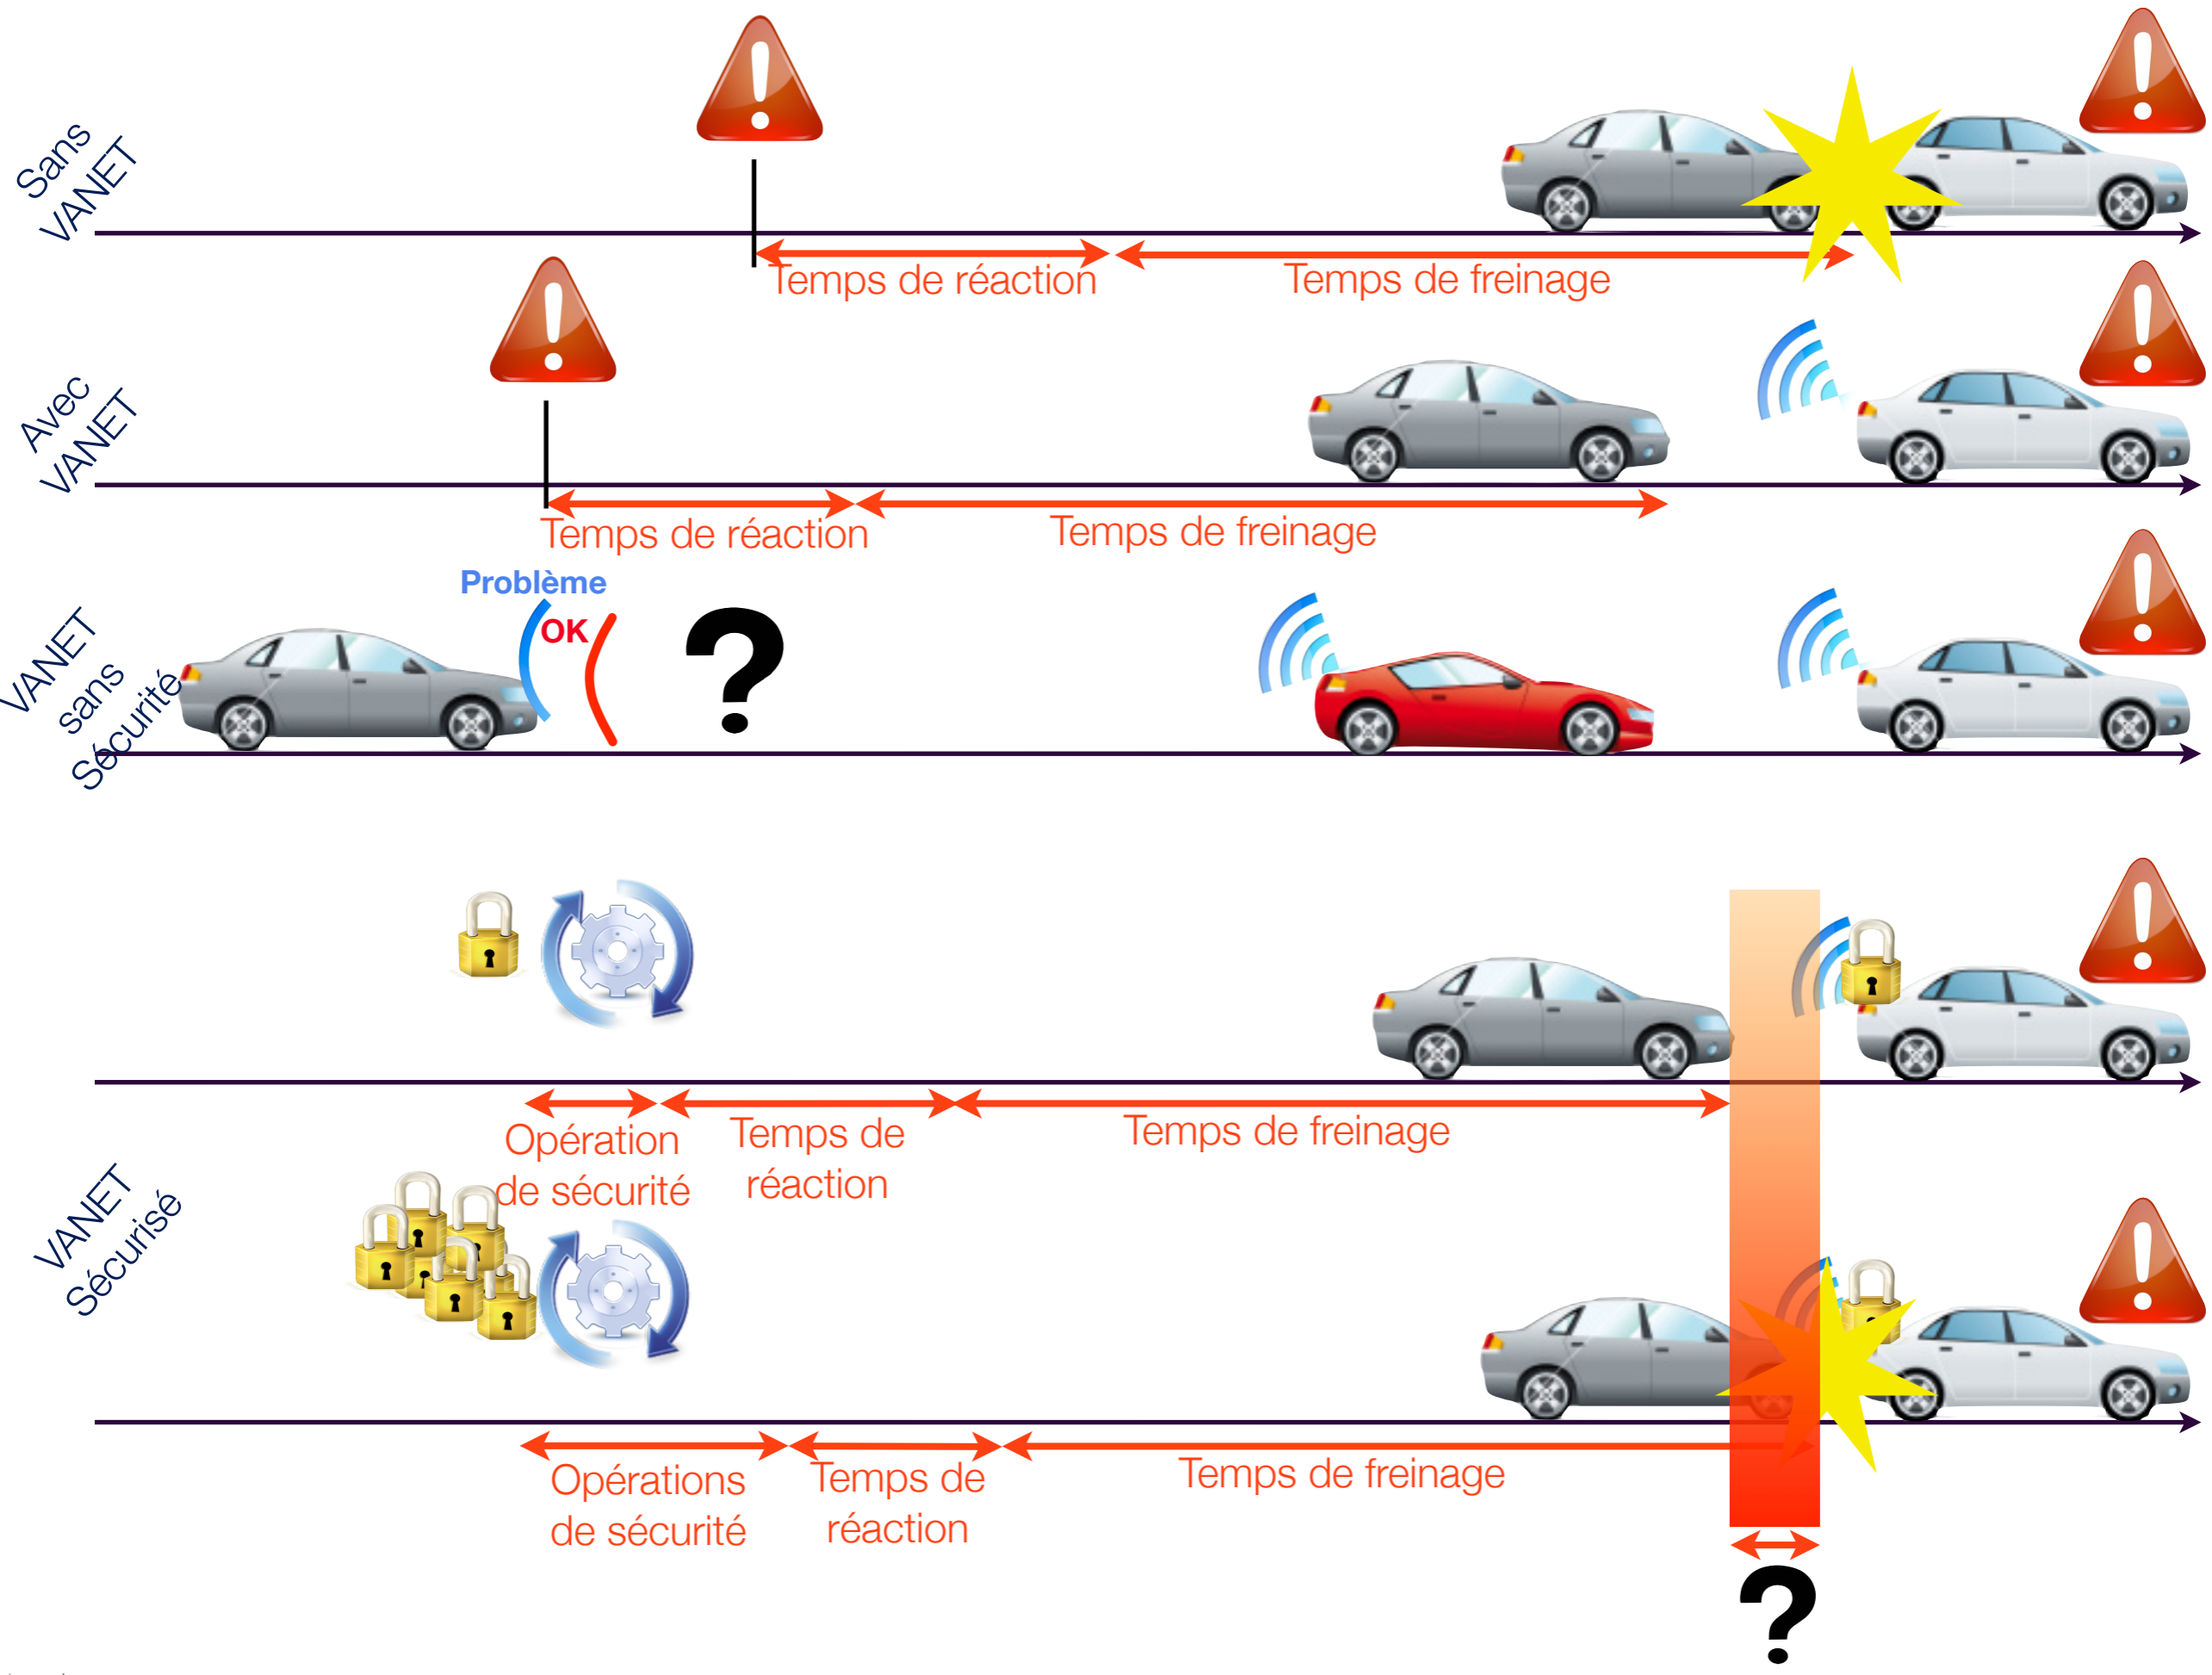 Sans
VANET
Temps de réaction
Temps de freinage
Avec
VANET
Temps de réaction
Temps de freinage
VANET
sans
Sécurité
Problème
OK
?
Opération
de sécurité
Temps de
réaction
Temps de freinage
VANET
Sécurisé
Opérations
de sécurité
Temps de
réaction
Temps de freinage
?